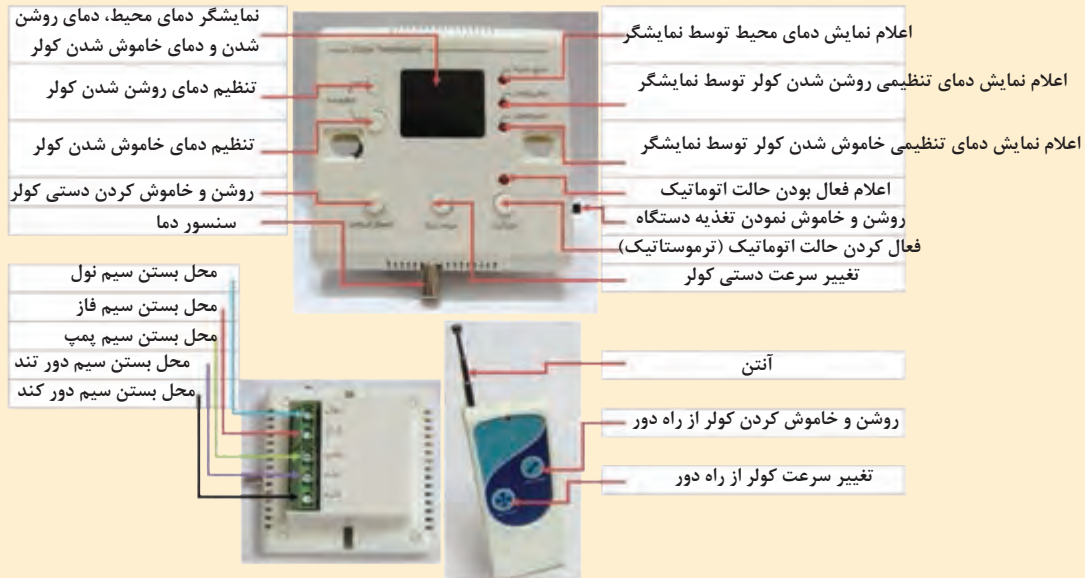 نمایشگر دمای محیط، دمای روشن
شدن و دمای خاموش شدن کولر
تنظیم دمای روشن شدن کولر
تنظیم دمای خاموش شدن کولر
روشن و خاموش کردن دستی کولر
سنسور دما
اعلام نمایش دمای محیط توسط نمایشگر
اعلام نمایش دمای تنظیمی روشن شدن کولر توسط نمایشگر
اعلام نمایش دمای تنظیمی خاموش شدن کولر توسط نمایشگر
اعلام فعال بودن حالت اتوماتیک
روشن و خاموش نمودن تغذیه دستگاه
فعال کردن حالت اتوماتیک (ترموستاتیک)
تغییر سرعت دستی کولر
محل بستن سیم نول
محل بستن سیم فاز
محل بستن سیم پمپ
محل بستن سیم دور تند
محل بستن سیم دور کند
آنتن
روشن و خاموش کردن کولر از راه دور
تغییر سرعت کولر از راه دور